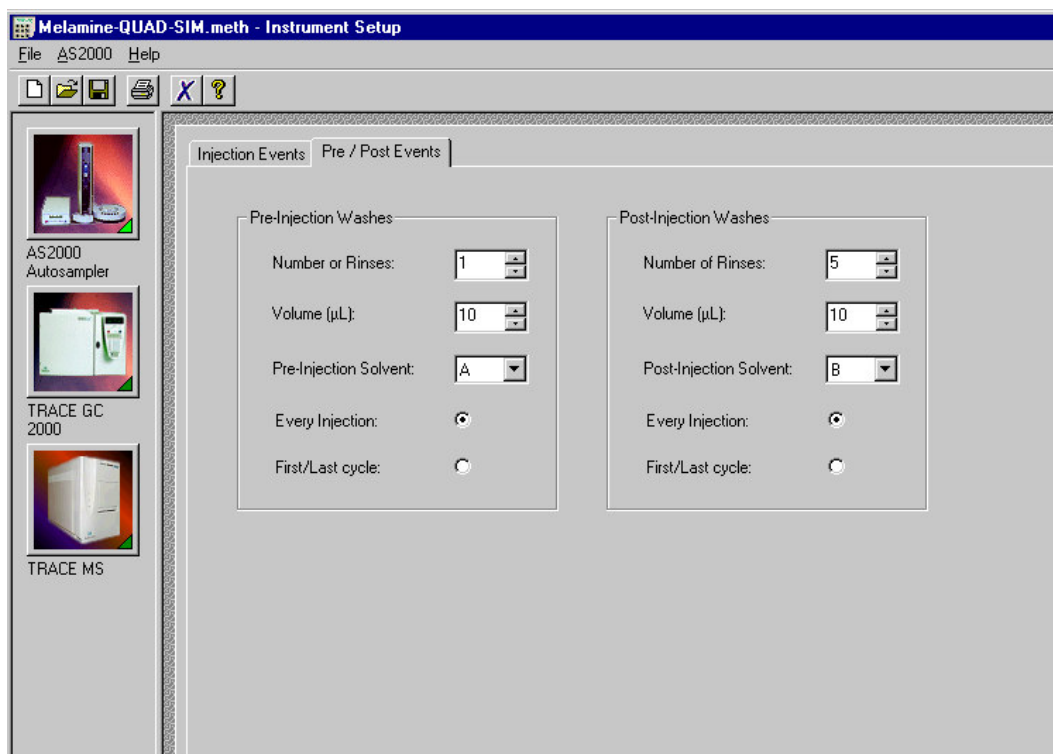 Melamine-QUAD-SIM.meth - Instrument Setup
File AS2000 Help
X ?
AS2000
Autosampler
TRACE GC
2000
TRACE MS
Injection Events Pre / Post Events
Pre-Injection Washes
Number or Rinses: 1
Volume (µL): 10
Pre-Injection Solvent: A
Every Injection:
First/Last cycle:
Post-Injection Washes
Number of Rinses: 5
Volume (µL): 10
Post-Injection Solvent: B
Every Injection:
First/Last cycle: